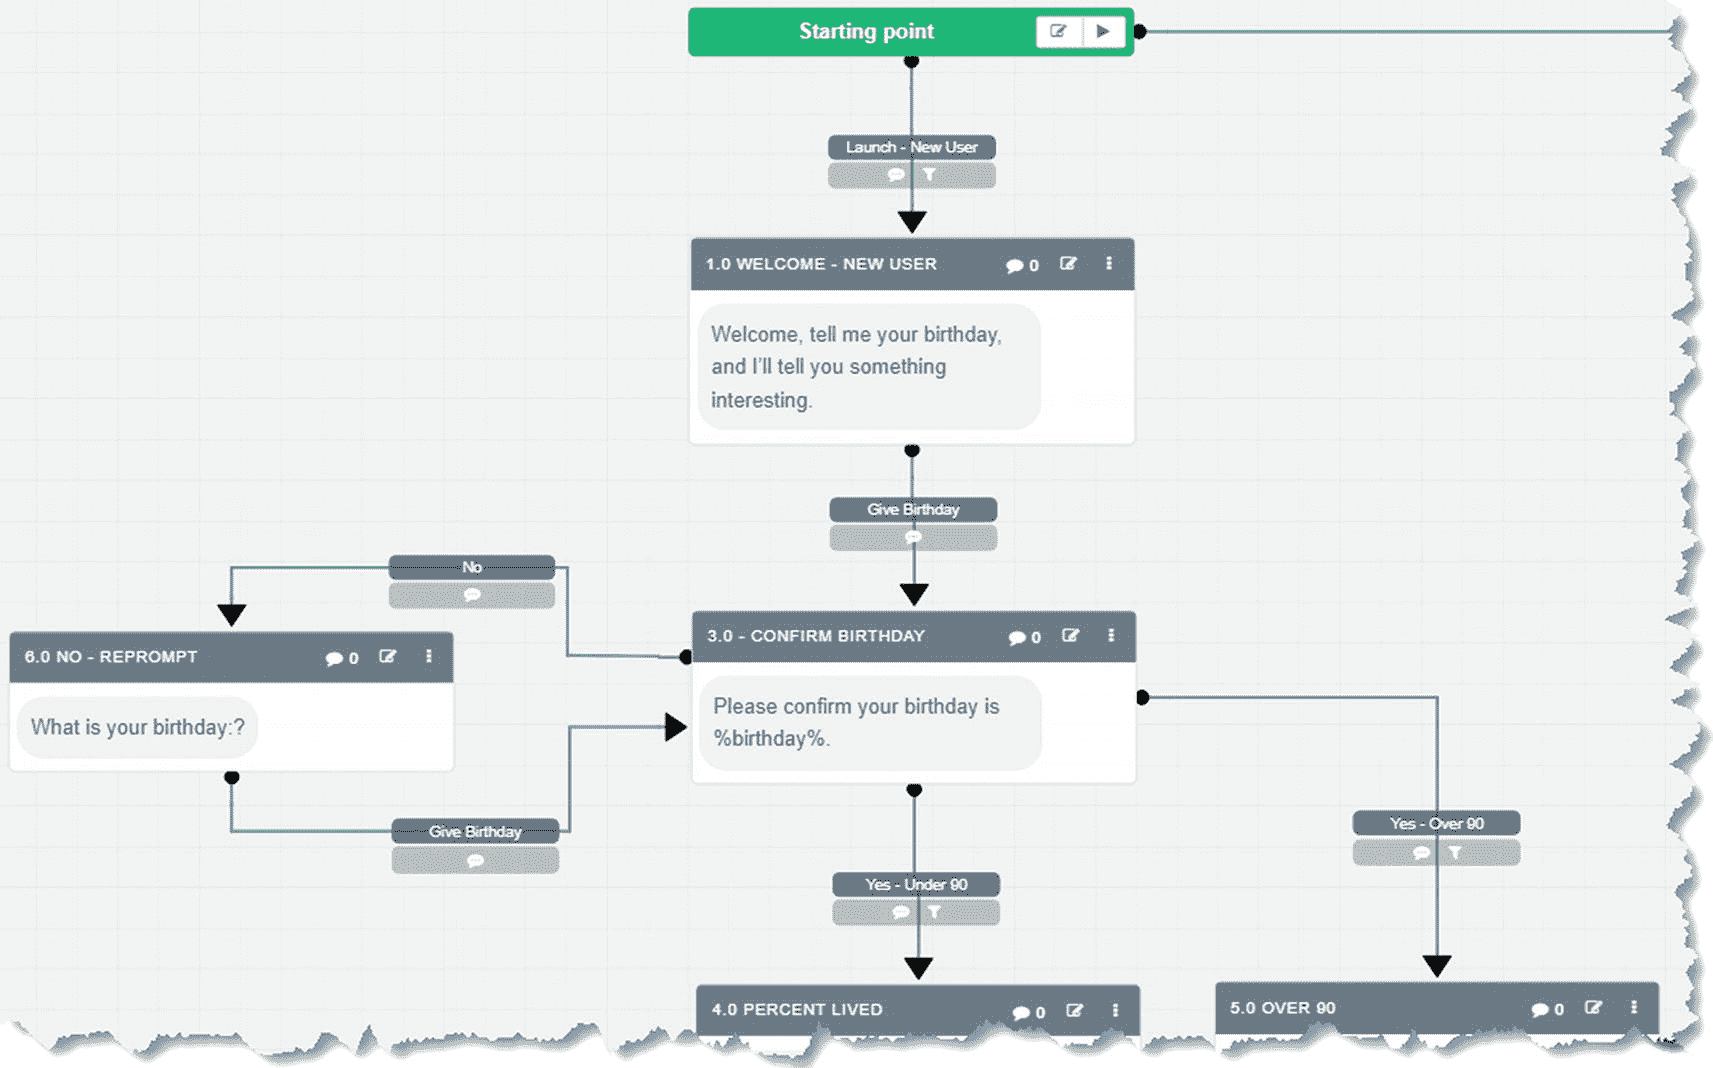 Starting point
Launch - New User
1.0 WELCOME - NEW USER 0
Welcome, tell me your birthday,
and I'll tell you something
interesting.
Give Birthday
No
6.0 NO - REPROMPT 0
What is your birthday:?
Give Birthday
3.0 - CONFIRM BIRTHDAY 0
Please confirm your birthday is
%birthday%.
Yes - Over 90
Yes - Under 90
4.0 PERCENT LIVED 0
5.0 OVER 90 0